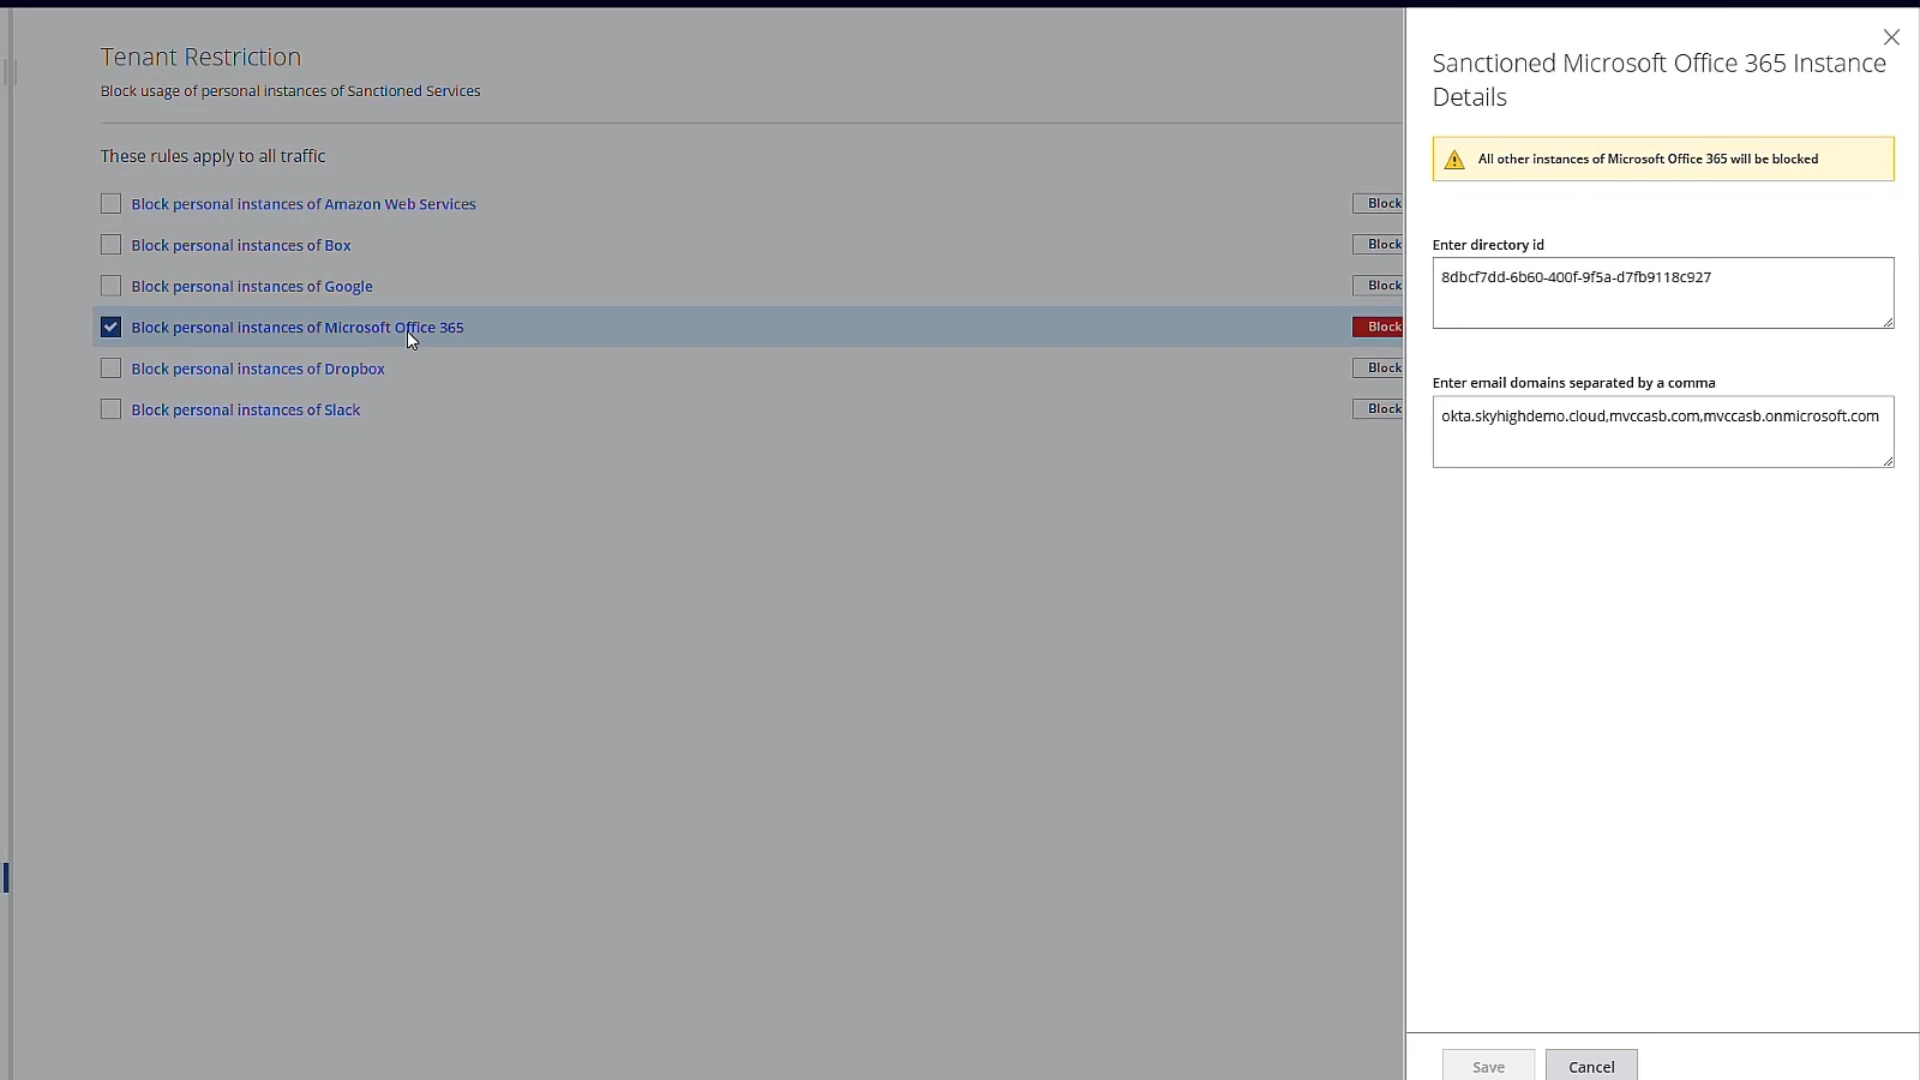 Tenant Restriction
Block usage of personal instances of Sanctioned Services
These rules apply to all traffic
Block personal instances of Amazon Web Services
Block
Block personal instances of Box
Block
Block personal instances of Google
Block
Block personal instances of Microsoft Office 365
Block
Block personal instances of Dropbox
Block
Block personal instances of Slack
Block
Sanctioned Microsoft Office 365 Instance
Details
All other instances of Microsoft Office 365 will be blocked
Enter directory id
8dbcf7dd-6b60-400f-9f5a-d7fb9118c927
Enter email domains separated by a comma
okta.skyhighdemo.cloud,mvccasb.com,mvccasb.onmicrosoft.com
Save
Cancel